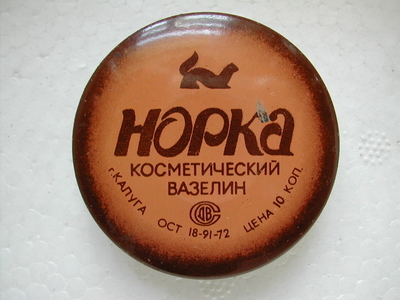 НОРКА
КОСМЕТИЧЕСКИЙ
ВАЗЕЛИН
г. КАЛУГА ОСТ 18-91-72 ЦЕНА 10 КОП.